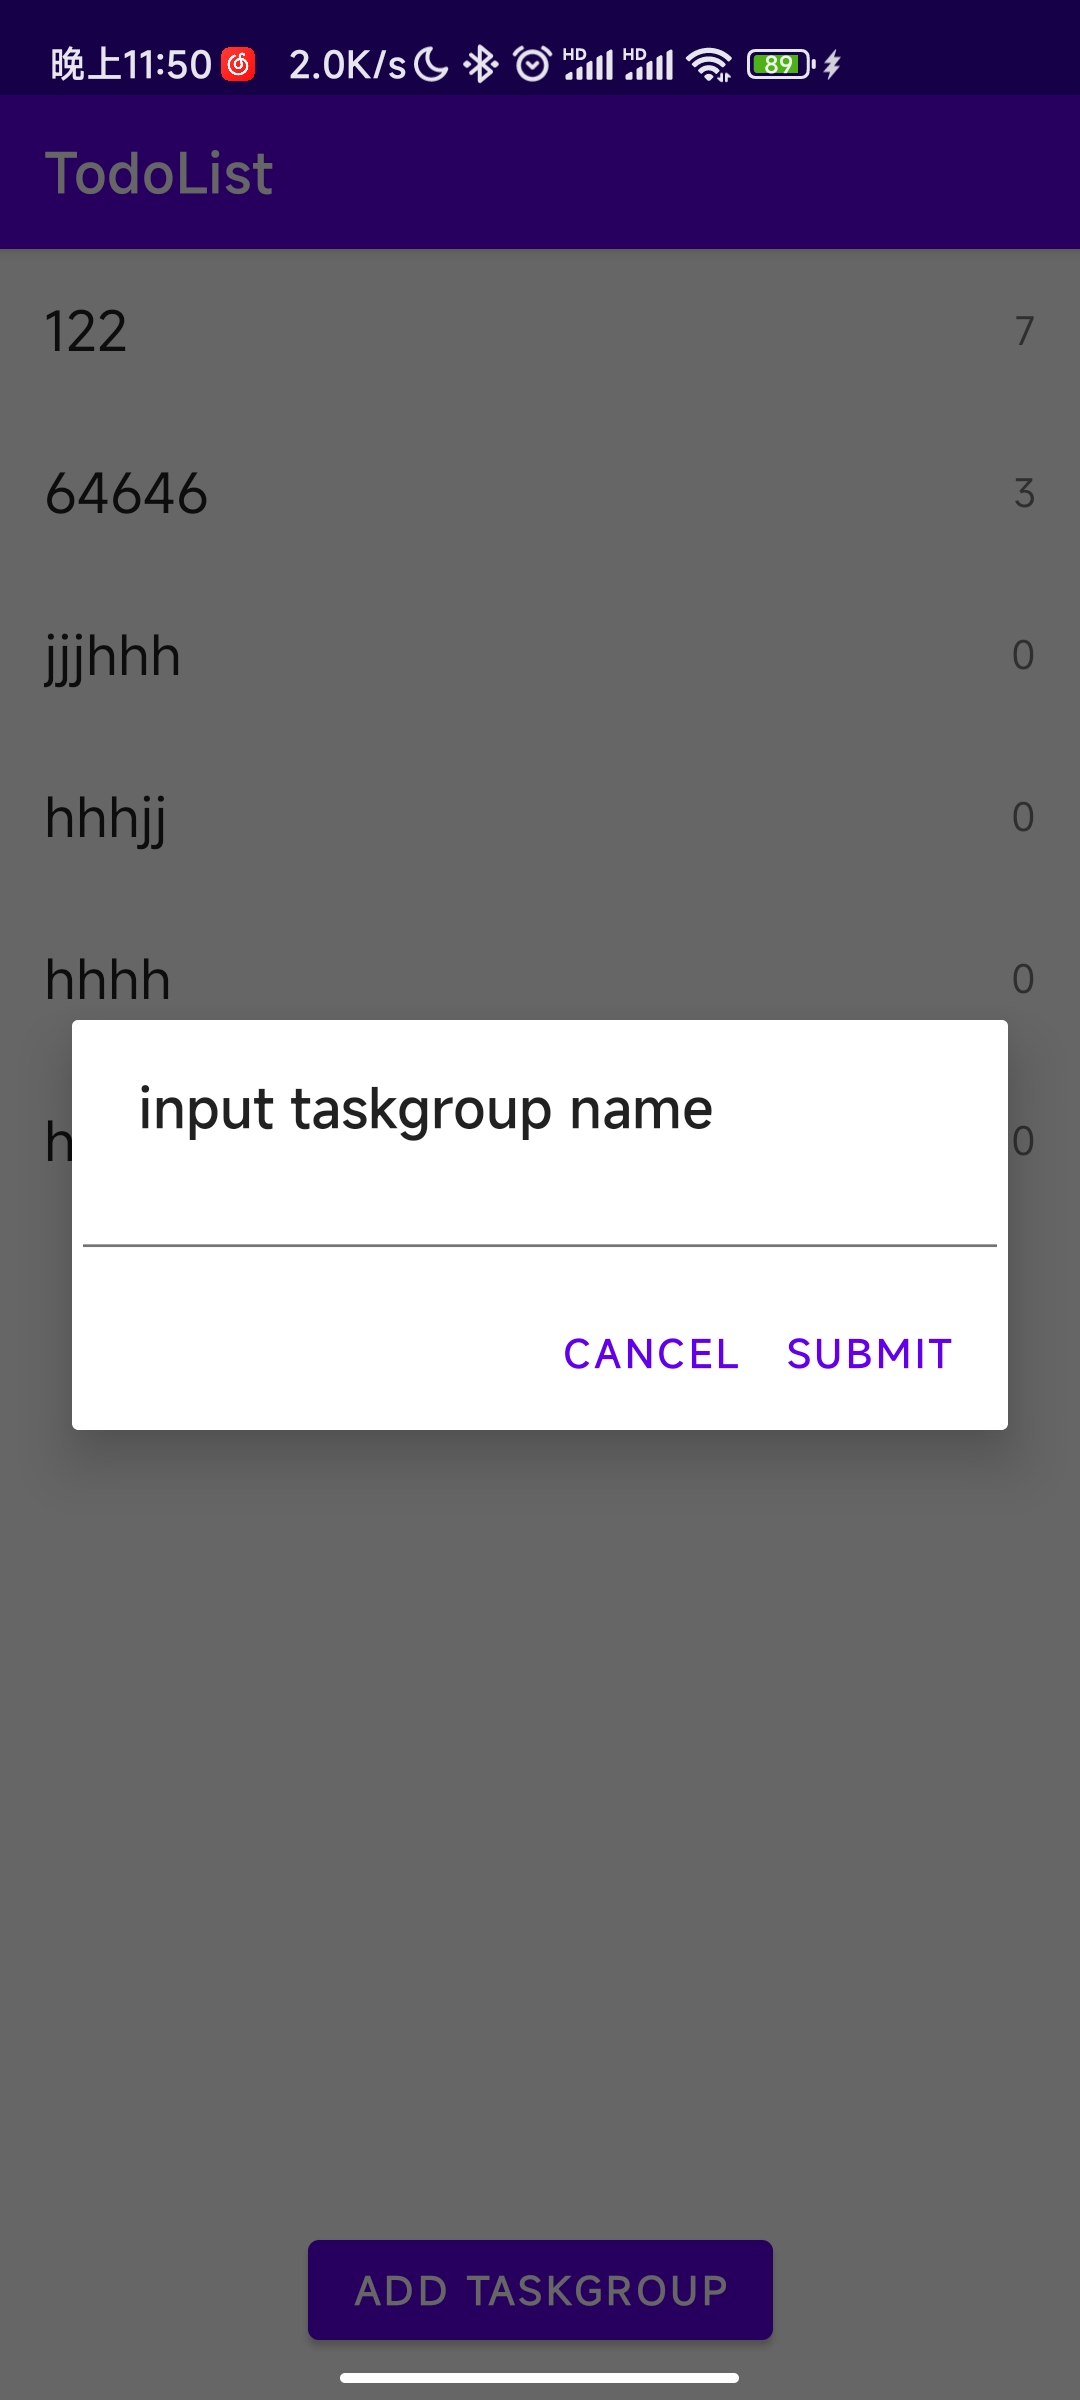 晚上11:50 2.0K/s HD HD 89
TodoList
122 7
64646 3
jjjhhh 0
hhhjj 0
hhhh 0
h 0
input taskgroup name
CANCEL SUBMIT
ADD TASKGROUP